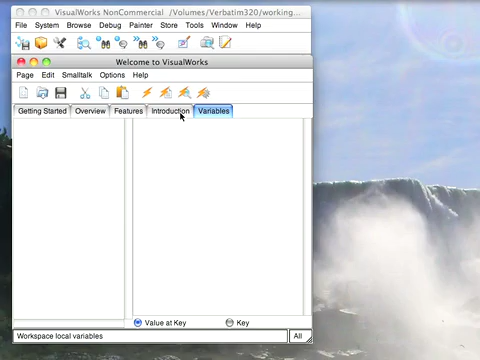 VisualWorks NonCommercial /Volumes/Verbatim320/working...
File System Browse Debug Painter Store Tools Window Help
Welcome to VisualWorks
Page Edit Smalltalk Options Help
Getting Started Overview Features Introduction Variables
Value at Key Key
Workspace local variables All